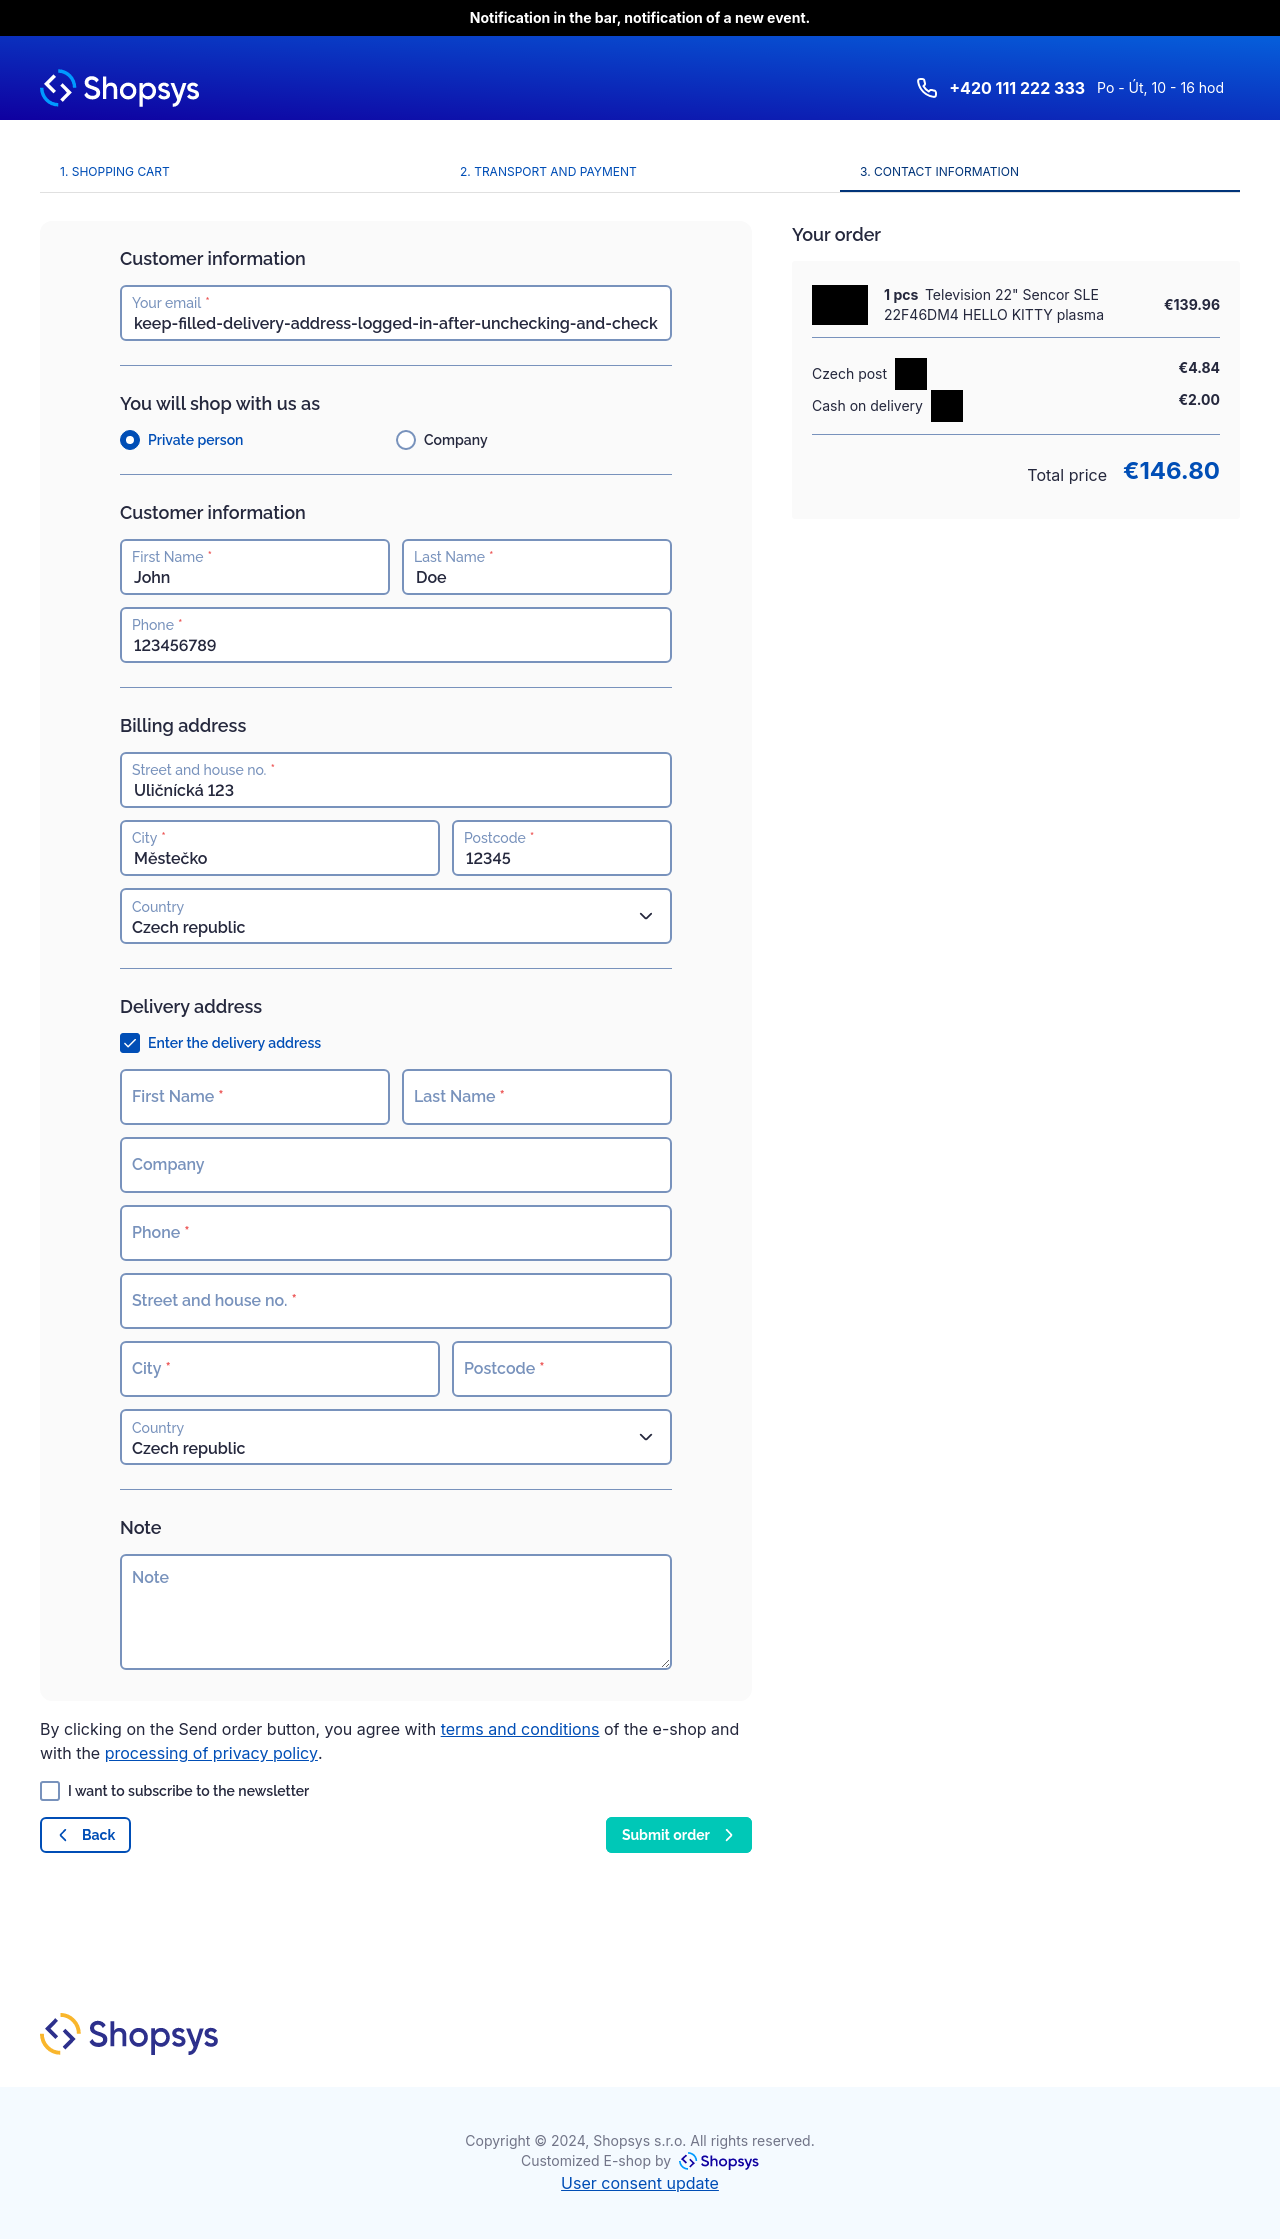 Notification in the bar, notification of a new event.
Shopsys
+420 111 222 333 Po - Út, 10 - 16 hod
1. SHOPPING CART
2. TRANSPORT AND PAYMENT
3. CONTACT INFORMATION
Customer information
Your email *
keep-filled-delivery-address-logged-in-after-unchecking-and-check
You will shop with us as
Private person
Company
Customer information
First Name *
John
Last Name *
Doe
Phone *
123456789
Billing address
Street and house no. *
Uličnícká 123
City *
Městečko
Postcode *
12345
Country
Czech republic
Delivery address
Enter the delivery address
First Name *
Last Name *
Company
Phone *
Street and house no. *
City *
Postcode *
Country
Czech republic
Note
Note
By clicking on the Send order button, you agree with terms and conditions of the e-shop and
with the processing of privacy policy.
I want to subscribe to the newsletter
Back
Submit order
Your order
1 pcs Television 22" Sencor SLE
22F46DM4 HELLO KITTY plasma
€139.96
Czech post
€4.84
Cash on delivery
€2.00
Total price €146.80
Shopsys
Copyright © 2024, Shopsys s.r.o. All rights reserved.
Customized E-shop by Shopsys
User consent update